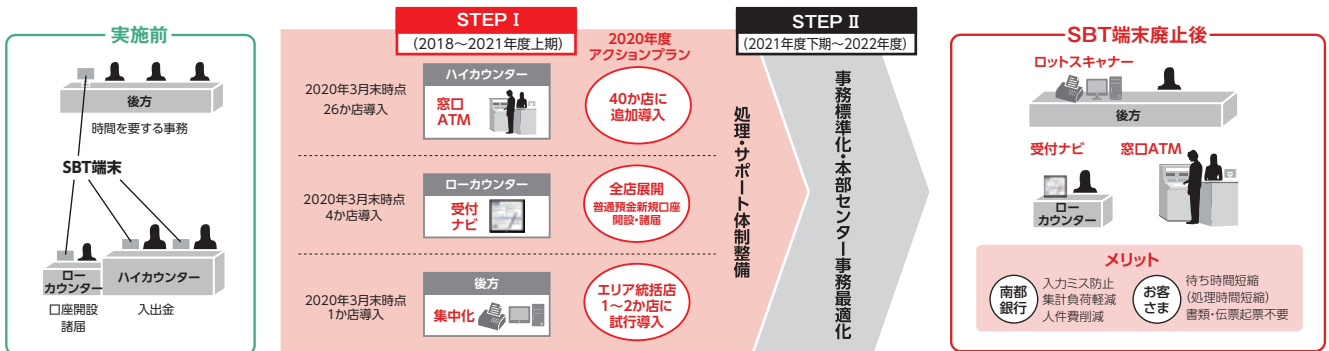 実施前
後方
時間を要する事務
SBT端末
ロー
カウンター
ハイカウンター
口座開設
諸届
入出金
STEP Ⅰ
(2018～2021年度上期)
2020年度
アクションプラン
2020年3月末時点
26か店導入
ハイカウンター
窓口
ATM
40か店に
追加導入
2020年3月末時点
4か店導入
ローカウンター
受付
ナビ
全店展開
普通預金新規口座
開設・諸届
2020年3月末時点
1か店導入
後方
集中化
エリア統括店
1～2か店に
試行導入
処理・サポート体制整備
STEP Ⅱ
(2021年度下期～2022年度)
事務標準化・本部センター事務最適化
SBT端末廃止後
ロットスキャナー
後方
受付ナビ
窓口ATM
ロー
カウンター
メリット
南都
銀行
入力ミス防止
集計負荷軽減
人件費削減
お客
さま
待ち時間短縮
(処理時間短縮)
書類・伝票起票不要